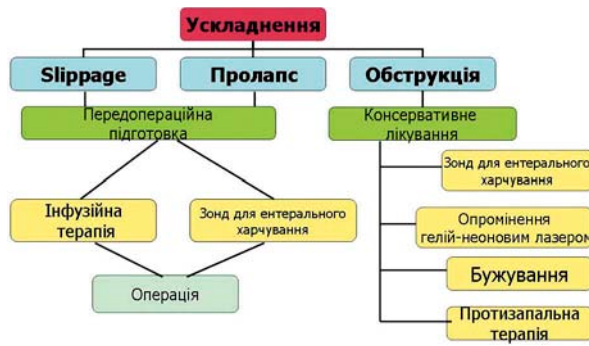 Ускладнення
Slippage
Пролапс
Обструкція
Передопераційна
підготовка
Консервативне
лікування
Інфузійна
терапія
Зонд для ентерального
харчування
Операція
Зонд для ентерального
харчування
Опромінення
гелій-неоновим лазером
Бужування
Протизапальна
терапія